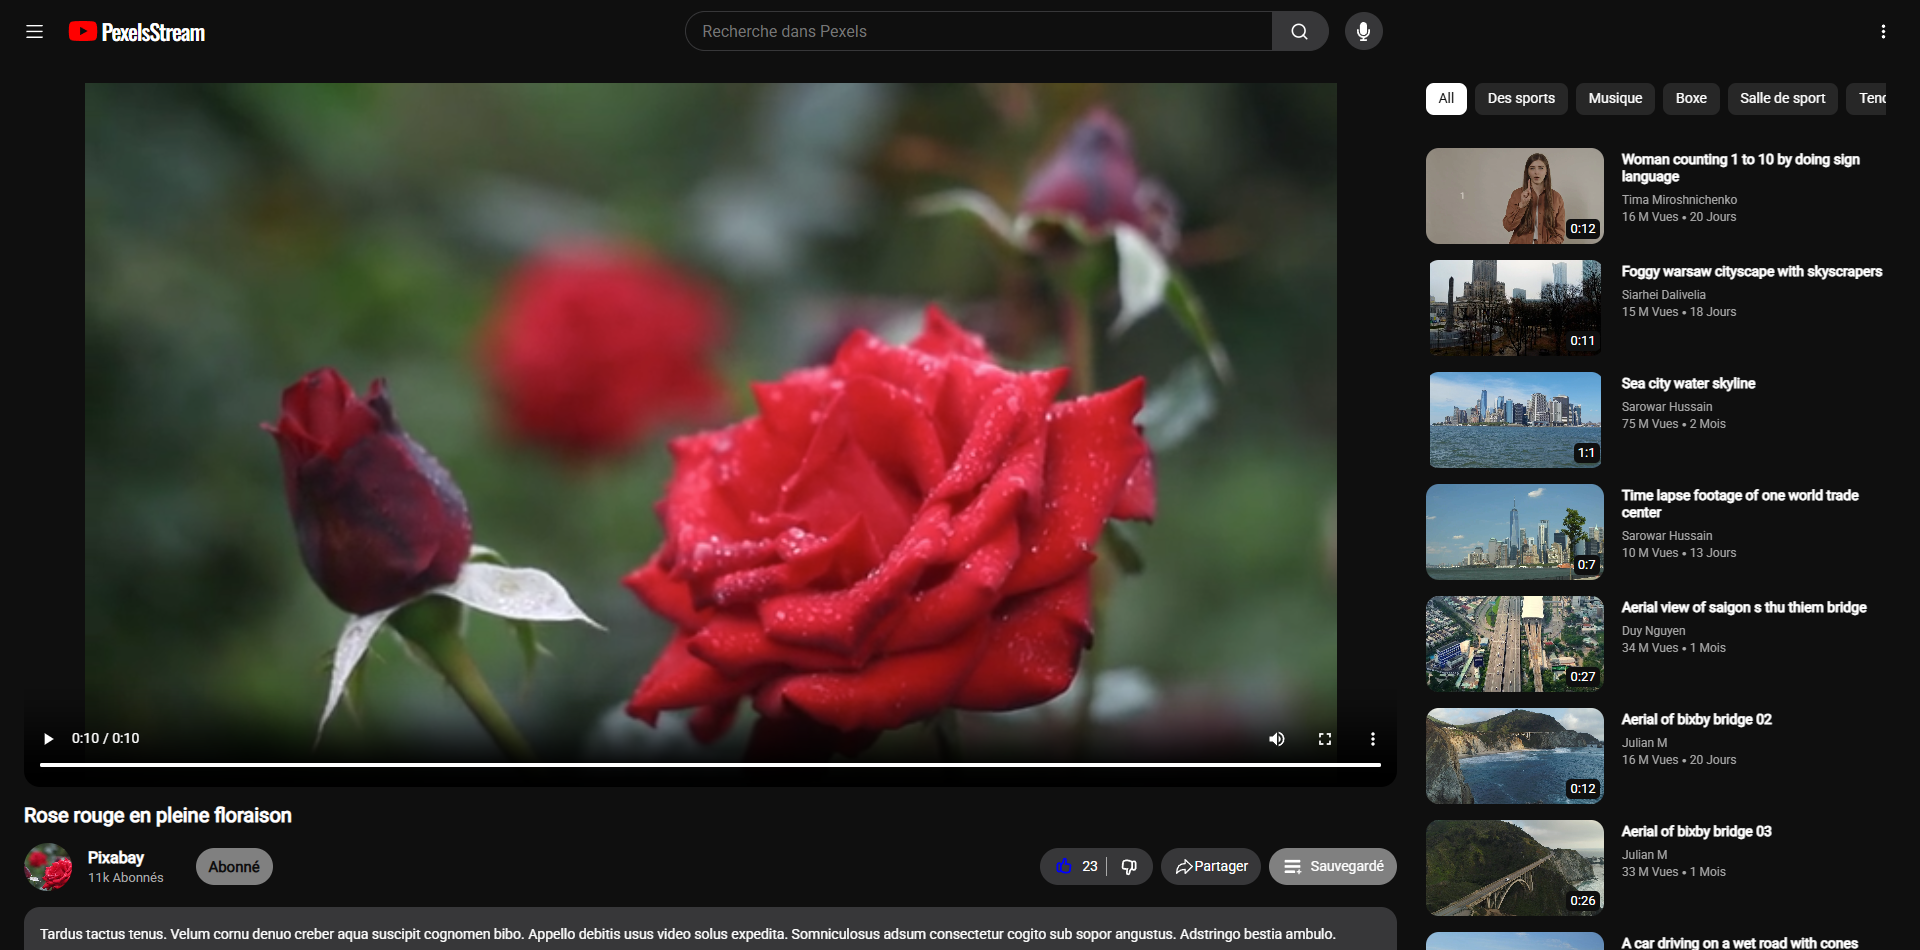 PexelsStream
Recherche dans Pexels
All
Des sports
Musique
Boxe
Salle de sport
Tenc
Woman counting 1 to 10 by doing sign
language
Tima Miroshnichenko
16 M Vues • 20 Jours
1
0:12
Foggy warsaw cityscape with skyscrapers
Siarhei Dalivelia
15 M Vues • 18 Jours
0:11
Sea city water skyline
Sarowar Hussain
75 M Vues • 2 Mois
1:1
Time lapse footage of one world trade
center
Sarowar Hussain
10 M Vues • 13 Jours
0:7
Aerial view of saigon s thu thiem bridge
Duy Nguyen
34 M Vues • 1 Mois
0:27
Aerial of bixby bridge 02
Julian M
16 M Vues • 20 Jours
0:12
Aerial of bixby bridge 03
Julian M
33 M Vues • 1 Mois
0:26
A car driving on a wet road with cones
0:10 / 0:10
Rose rouge en pleine floraison
Pixabay
11k Abonnés
Abonné
23
Partager
Sauvegardé
Tardus tactus tenus. Velum cornu denuo creber aqua suscipit cognomen bibo. Appello debitis usus video solus expedita. Somniculosus adsum consectetur cogito sub sopor angustus. Adstringo bestia ambulo.